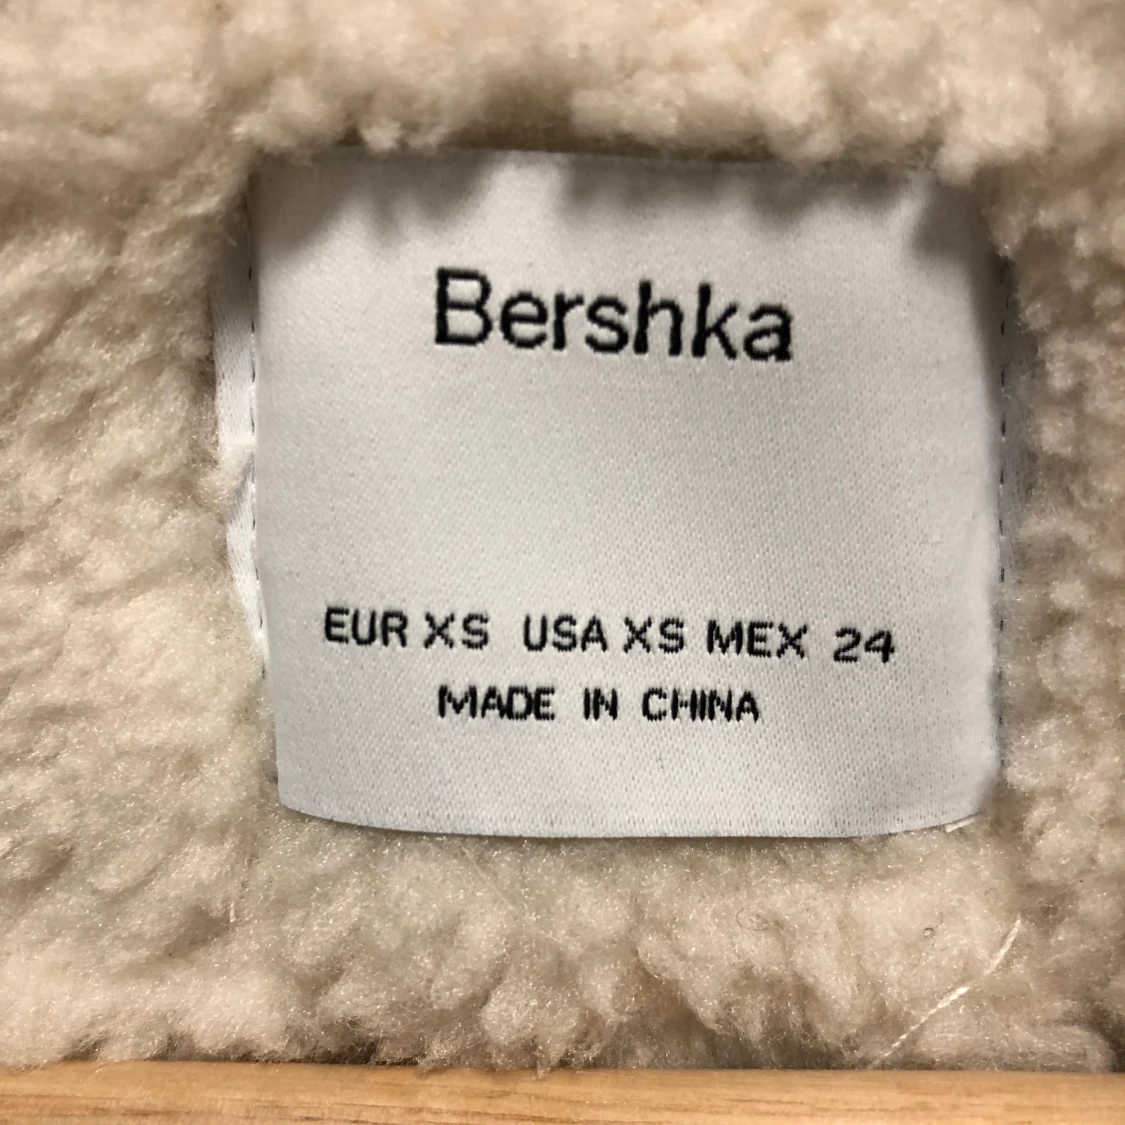 Bershka
EUR XS USA XS MEX 24
MADE IN CHINA